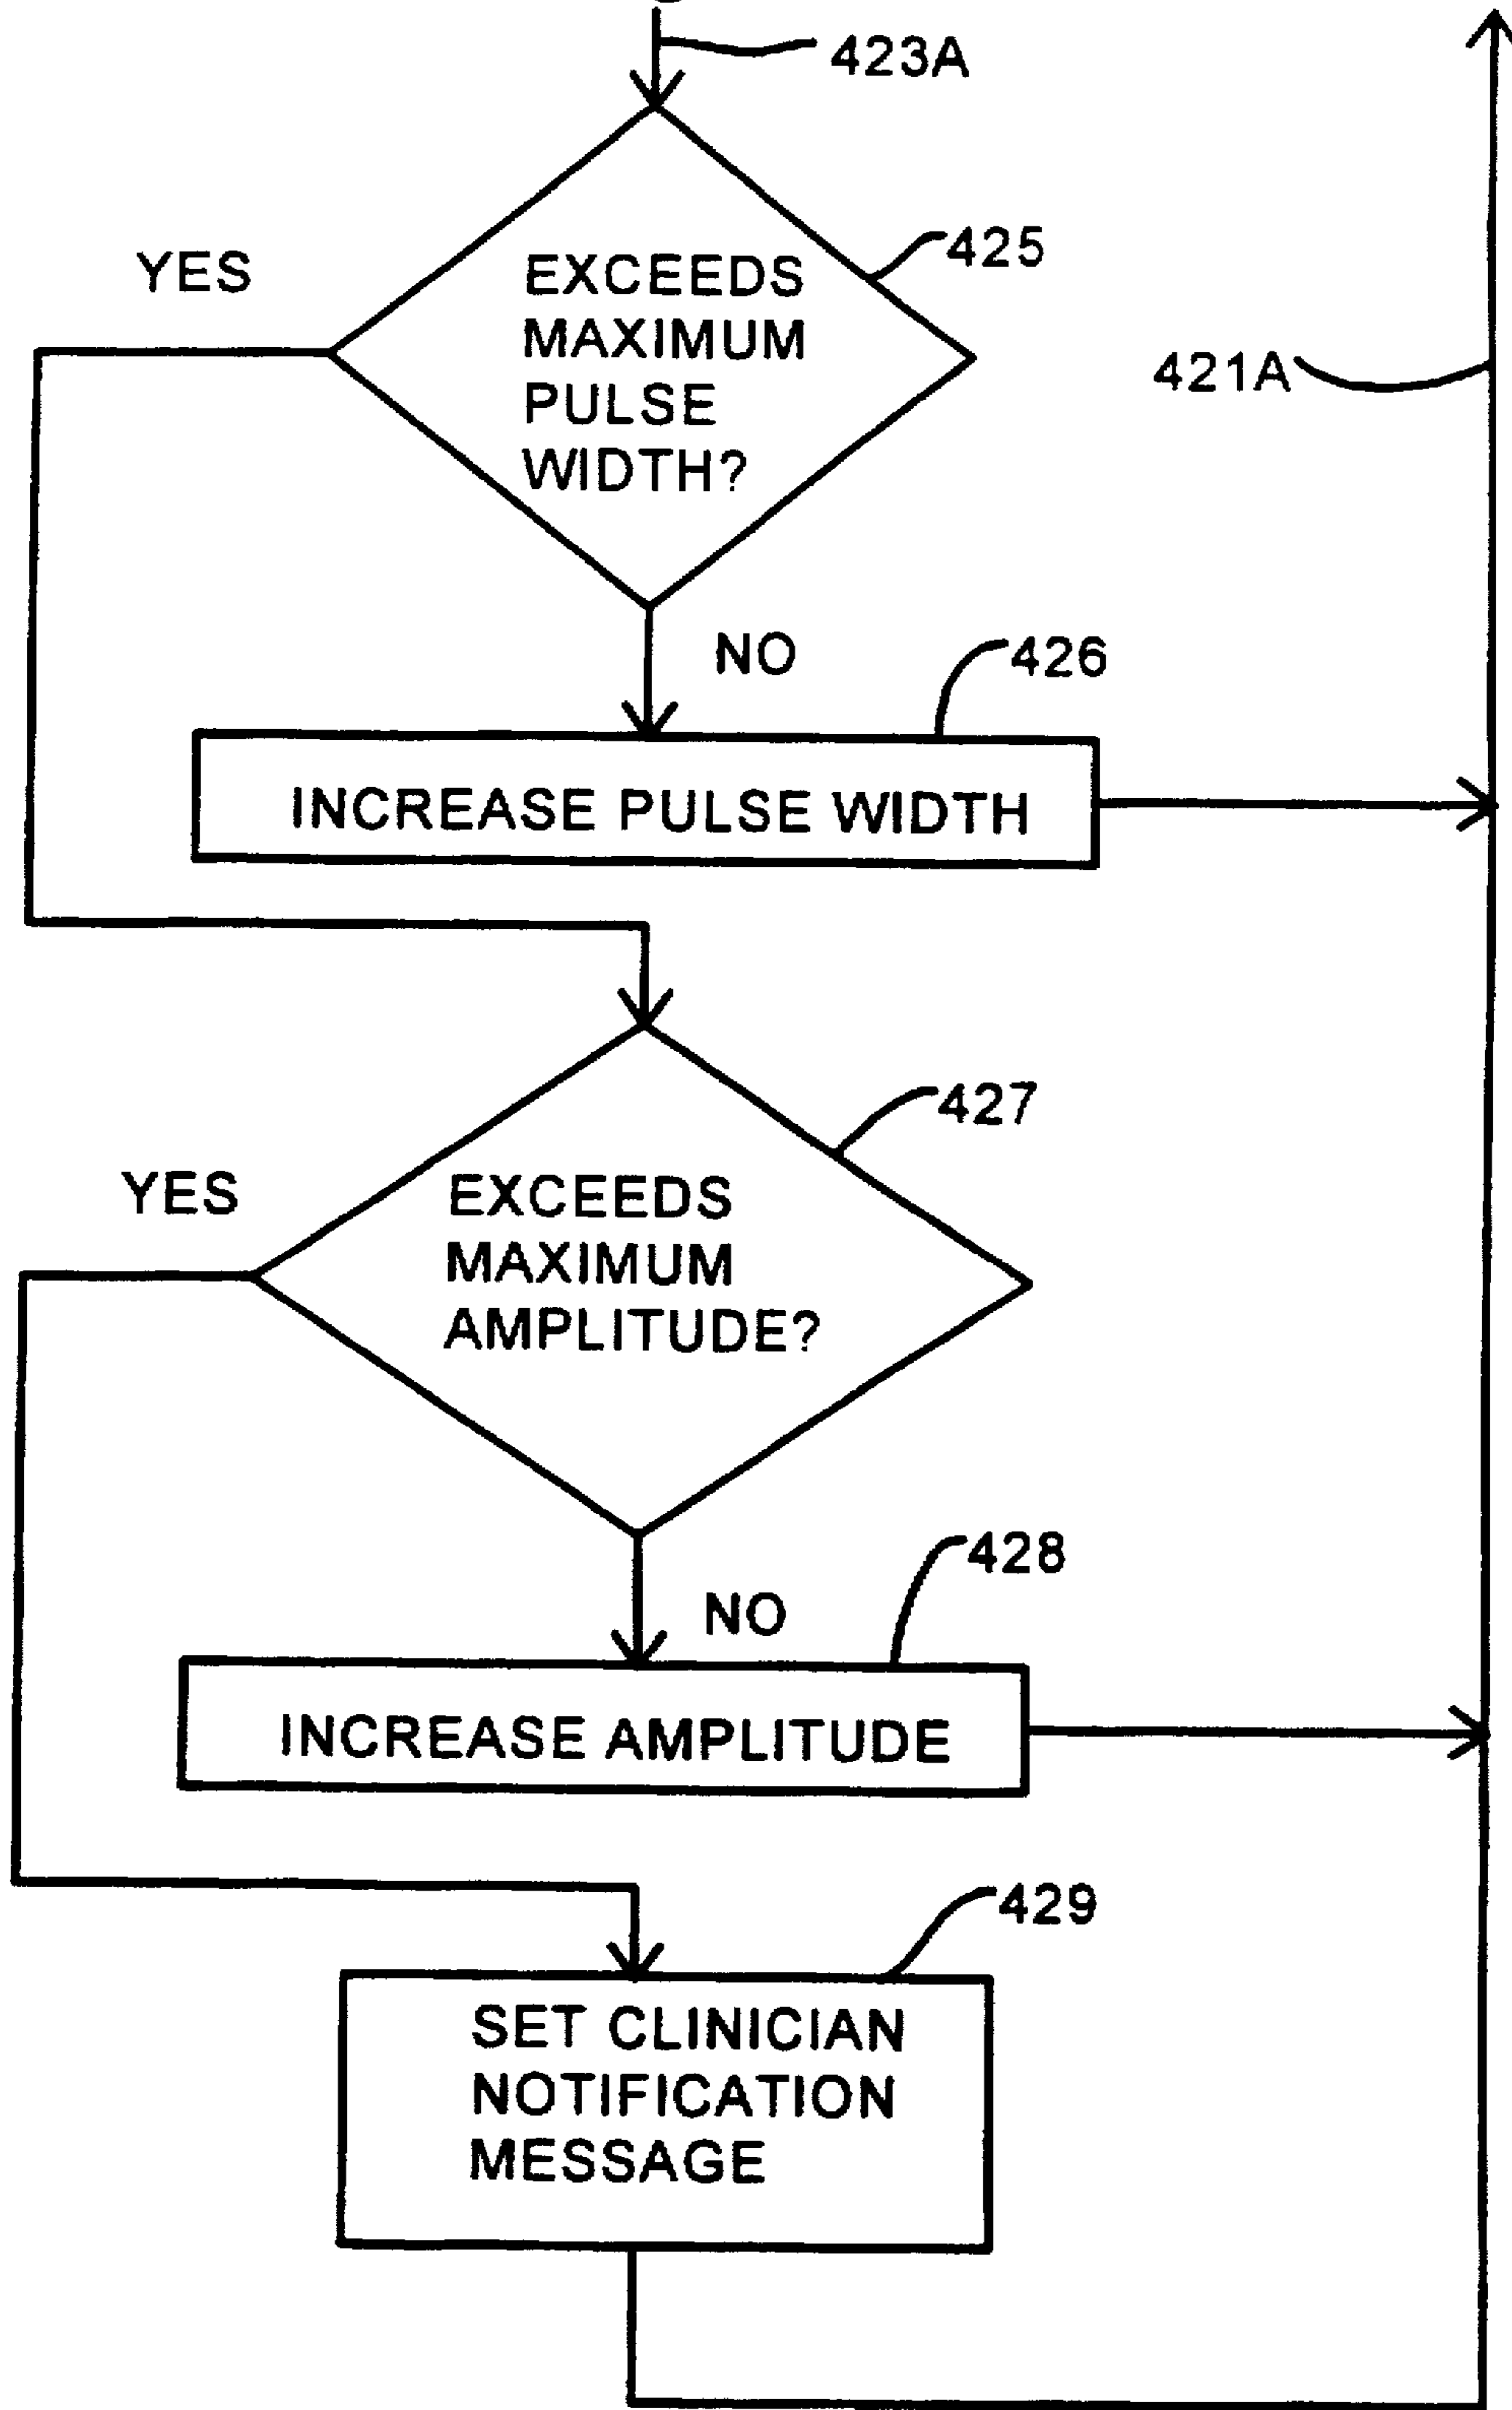 423A
425
YES
EXCEEDS
MAXIMUM
PULSE
WIDTH?
421A
NO
426
INCREASE PULSE WIDTH
427
YES
EXCEEDS
MAXIMUM
AMPLITUDE?
428
NO
INCREASE AMPLITUDE
429
SET CLINICIAN
NOTIFICATION
MESSAGE